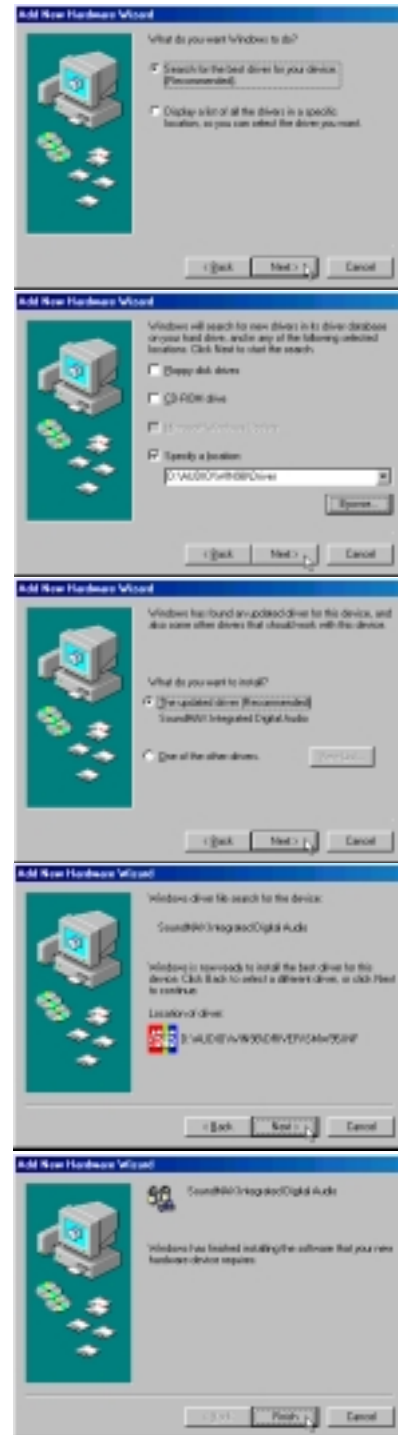 Add New Hardware Wizard
What do you want Windows to do?
Search for the best driver for your device.
(Recommended)
Display a list of all the drivers in a specific
location, so you can select the driver you want.
< Back Next > Cancel
Add New Hardware Wizard
Windows will search for new drivers in its driver database
on your hard drive, and in any of the following selected
locations. Click Next to start the search.
Floppy disk drives
CD-ROM drive
Microsoft Windows Update
Specify a location:
Browse...
< Back Next > Cancel
Add New Hardware Wizard
Windows has found an updated driver for this device, and
also some other drivers that should work with this device.
What do you want to install?
The updated driver (Recommended)
SoundMAX Integrated Digital Audio
One of the other drivers.
< Back Next > Cancel
Add New Hardware Wizard
Windows driver file search for the device:
SoundMAX Integrated Digital Audio
Windows is now ready to install the best driver for this
device. Click Back to select a different driver, or click Next
to continue.
Location of driver:
< Back Next > Cancel
Add New Hardware Wizard
SoundMAX Integrated Digital Audio
Windows has finished installing the software that your new
hardware device requires.
< Back Finish Cancel